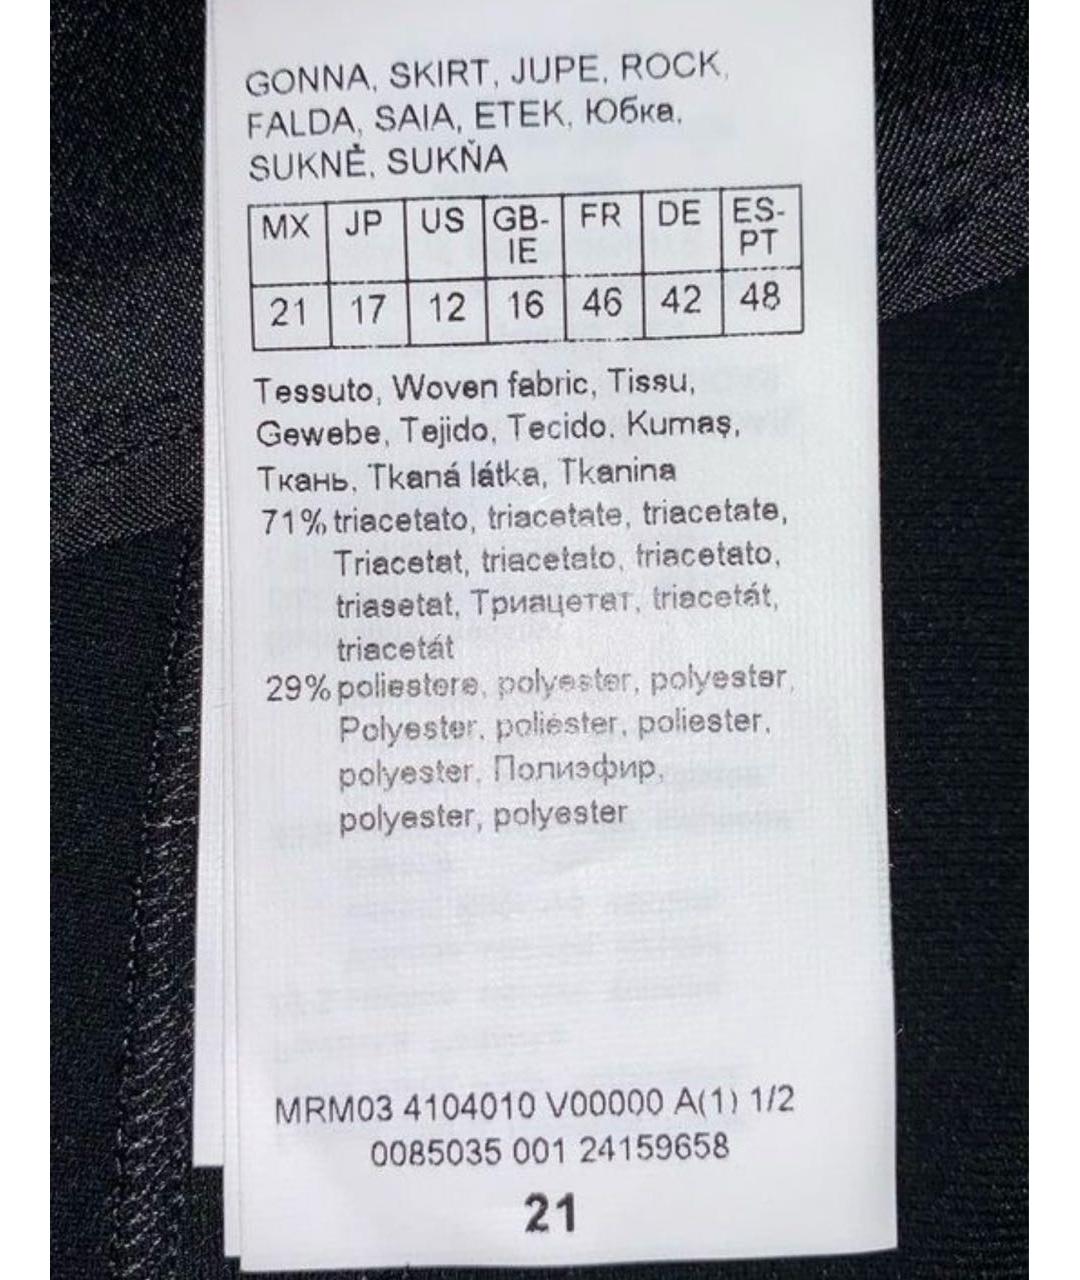 GONNA, SKIRT, JUPE, ROCK,
FALDA, SAIA, ETEK, Юбка,
SUKNĚ, SUKŇA
MX JP US GB- FR DE ES-
IE PT
21 17 12 16 46 42 48
Tessuto, Woven fabric, Tissu,
Gewebe, Tejido, Tecido, Kumaş,
Ткань, Tkaná látka, Tkanina
71% triacetato, triacetate, triacetate,
Triacetat, triacetato, triacetato,
triasetat, Триацетат, triacetát,
triacetát
29% poliestere, polyester, polyester,
Polyester, poliéster, poliester,
polyester, Полиэфир,
polyester, polyester
MRM03 4104010 V00000 A(1) 1/2
0085035 001 24159658
21